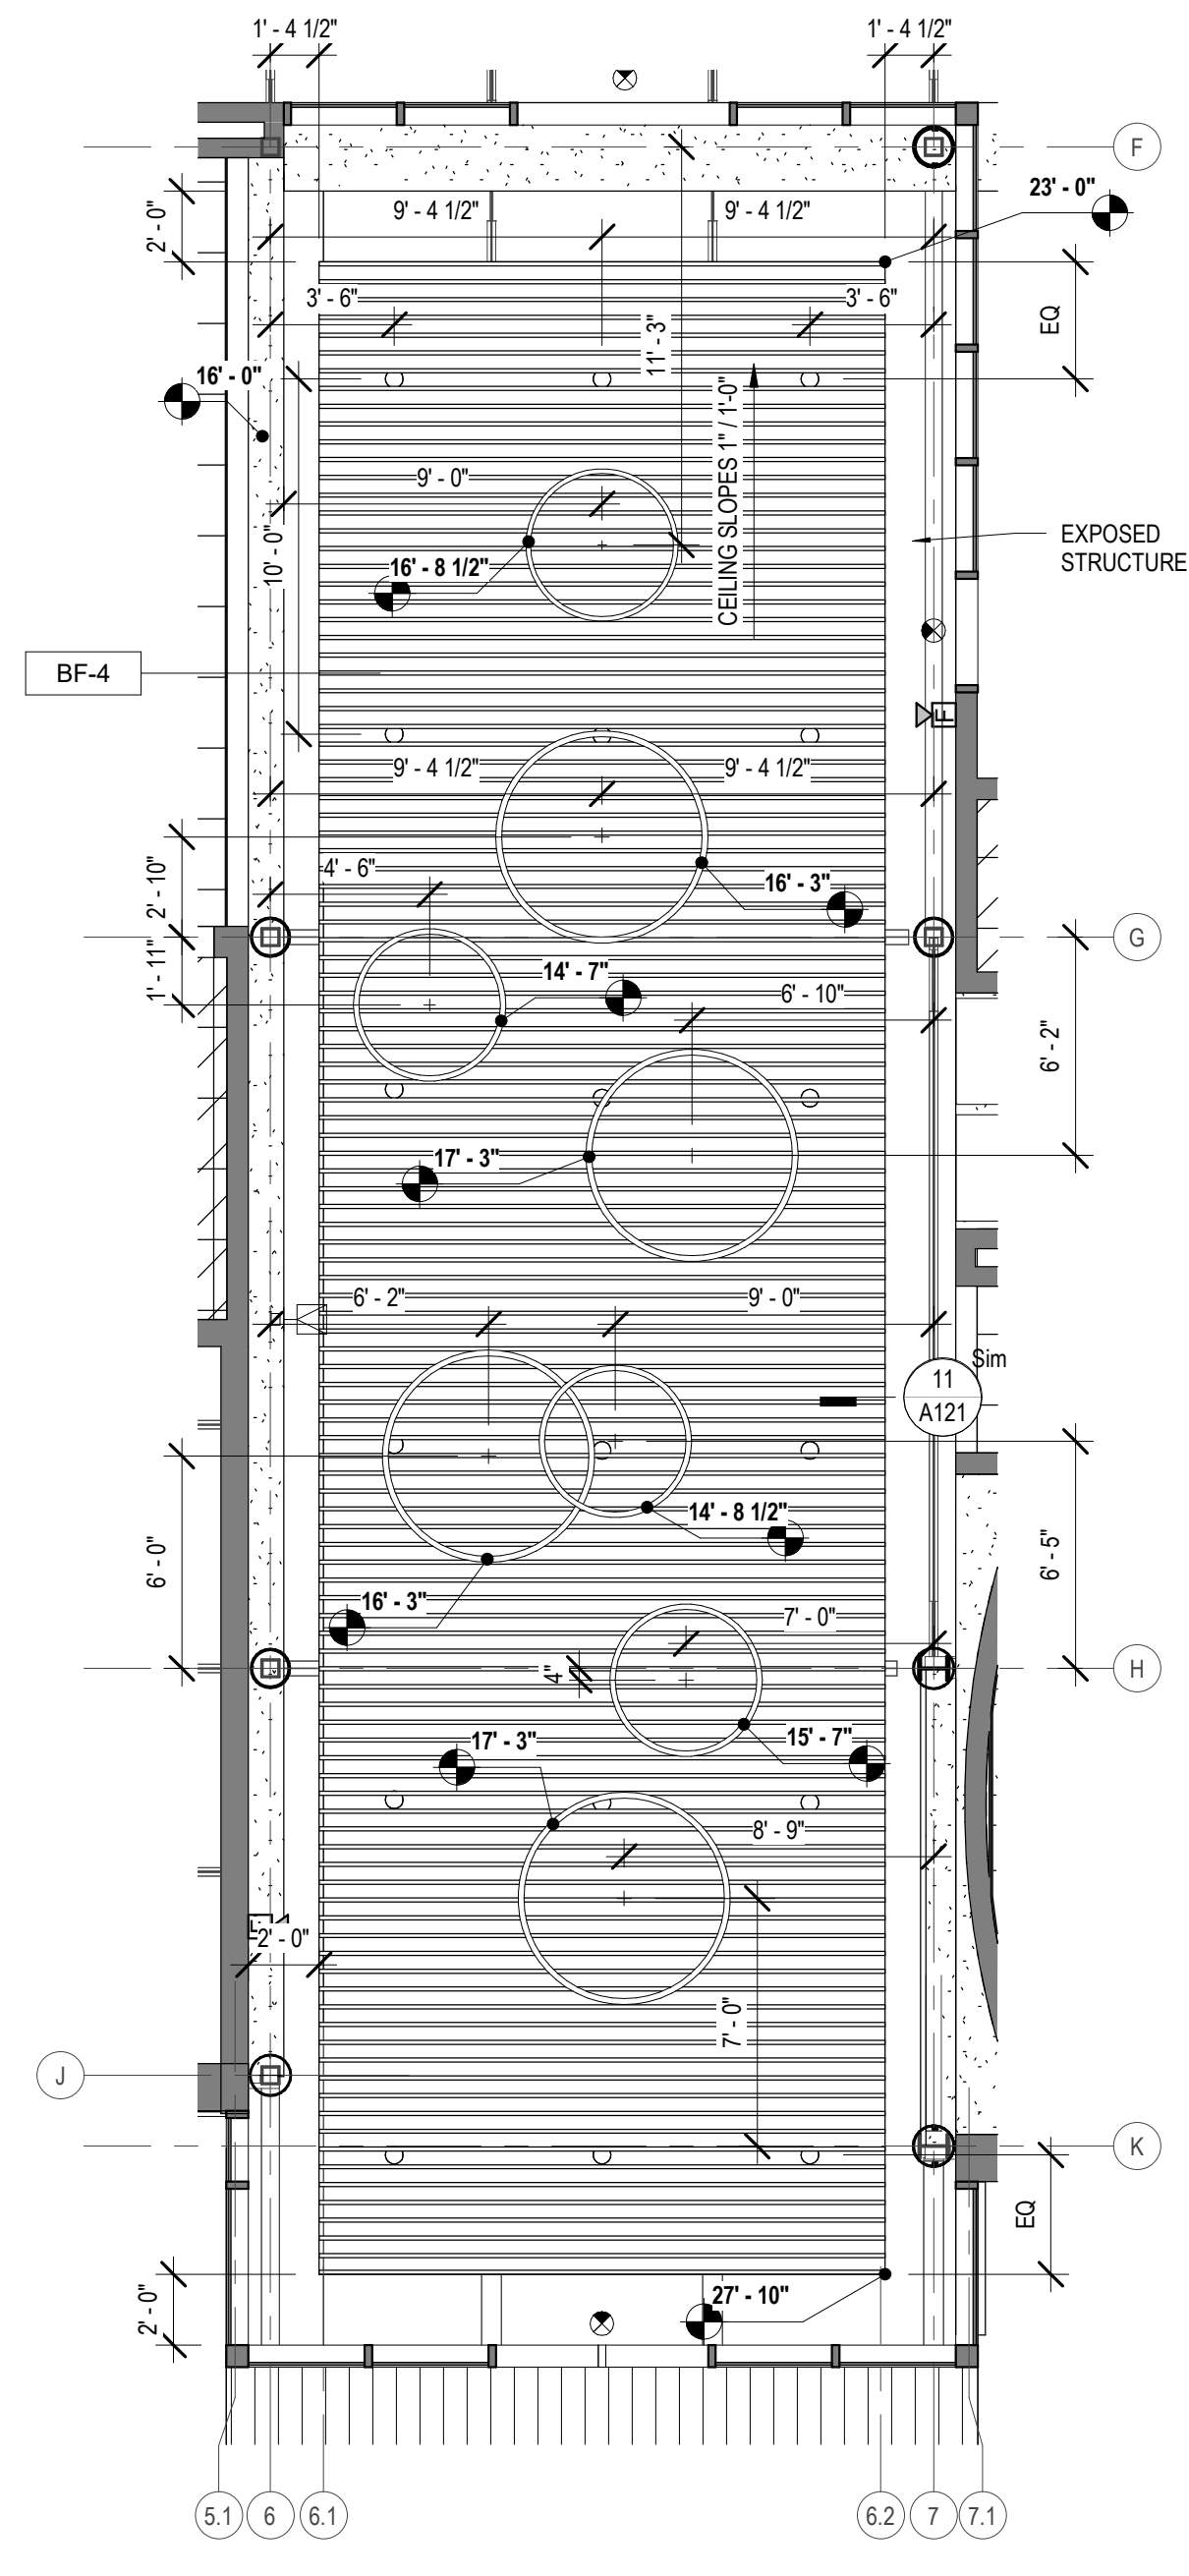 1' - 4 1/2"
1' - 4 1/2"
F
23' - 0"
2' - 0"
9' - 4 1/2"
9' - 4 1/2"
3' - 6"
3' - 6"
EQ
11' - 3"
16' - 0"
CEILING SLOPES 1" / 1'-0"
9' - 0"
10' - 0"
EXPOSED
STRUCTURE
16' - 8 1/2"
BF-4
F
9' - 4 1/2"
9' - 4 1/2"
2' - 10"
4' - 6"
16' - 3"
G
1' - 11"
14' - 7"
6' - 10"
6' - 2"
17' - 3"
6' - 2"
9' - 0"
Sim
11
A121
14' - 8 1/2"
6' - 0"
6' - 5"
16' - 3"
7' - 0"
4"
H
17' - 3"
15' - 7"
8' - 9"
2' - 0"
7' - 0"
J
K
EQ
27' - 10"
2' - 0"
5.1
6
6.1
6.2
7
7.1